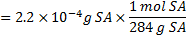 = 2.2 × 10⁻⁴ g SA × 1 mol SA / 284 g SA